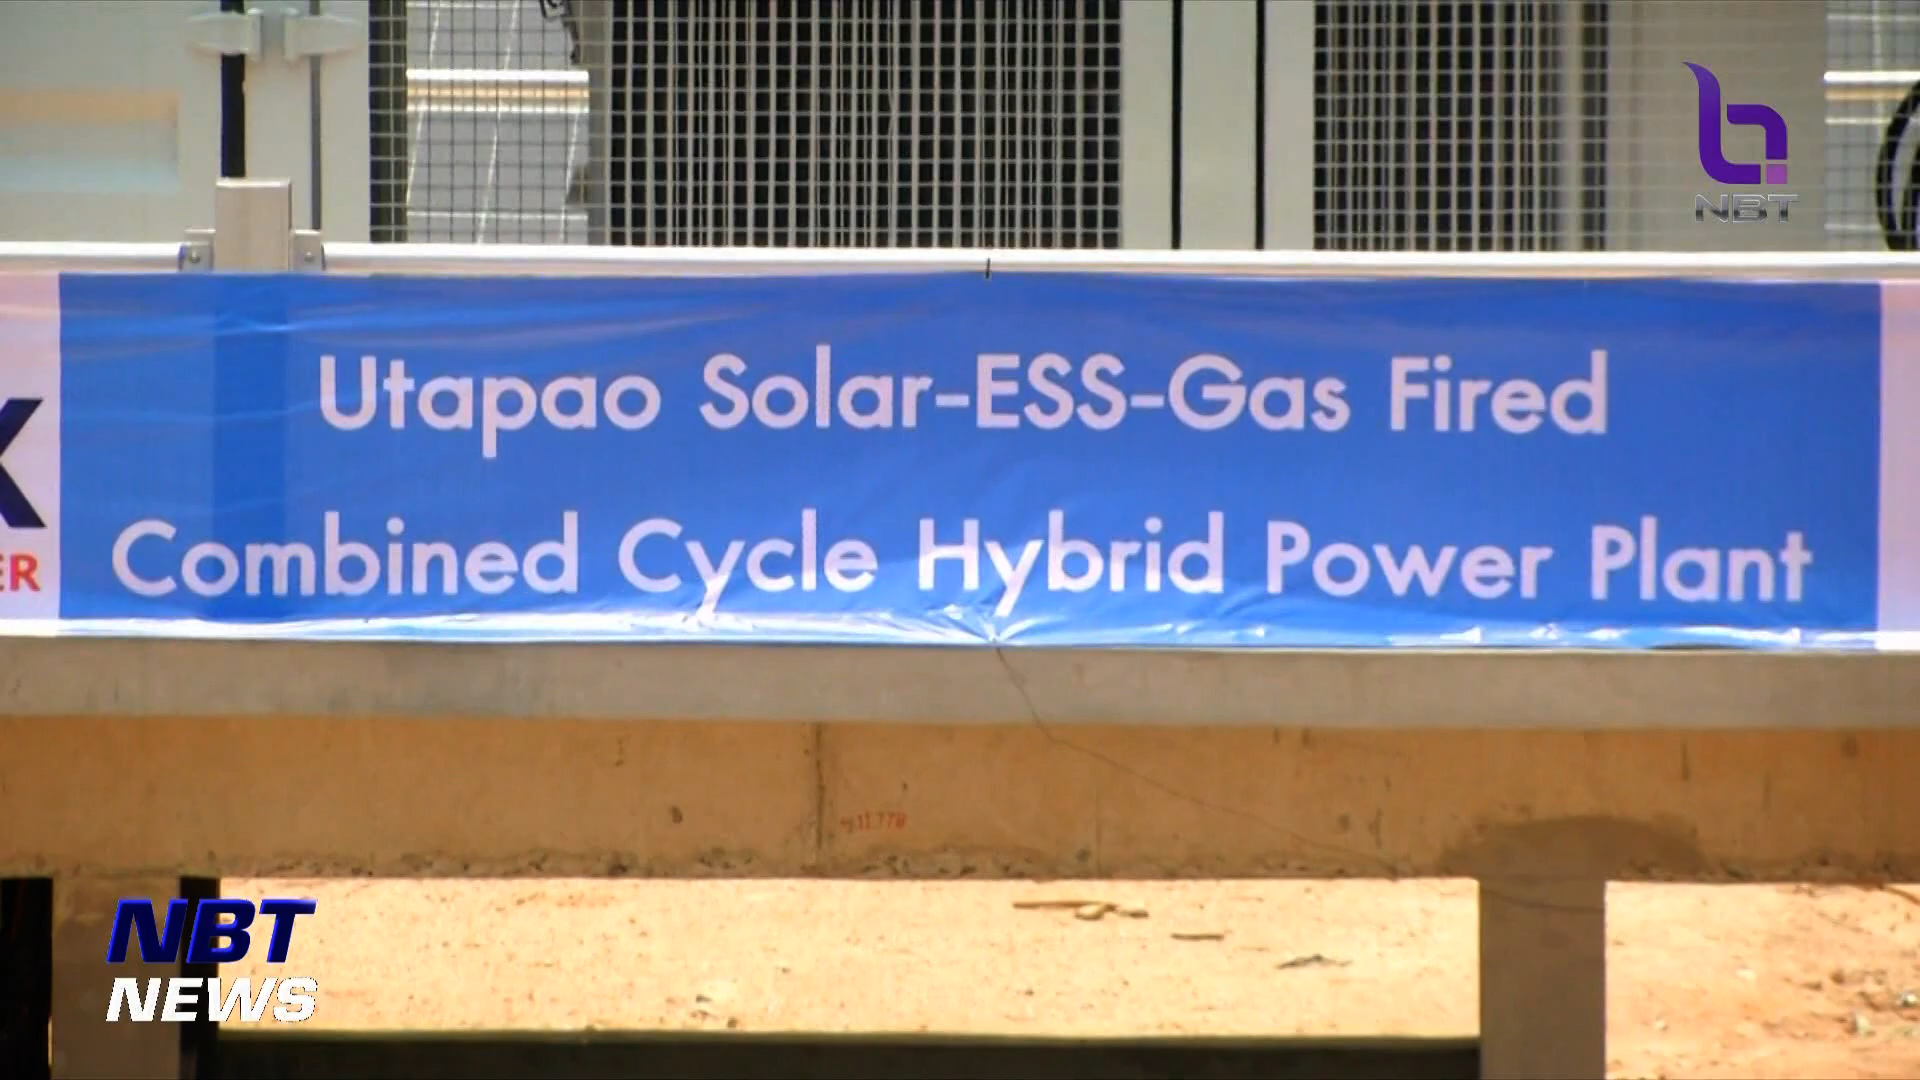 NBT
Utapao Solar-ESS-Gas Fired
Combined Cycle Hybrid Power Plant
NBT
NEWS